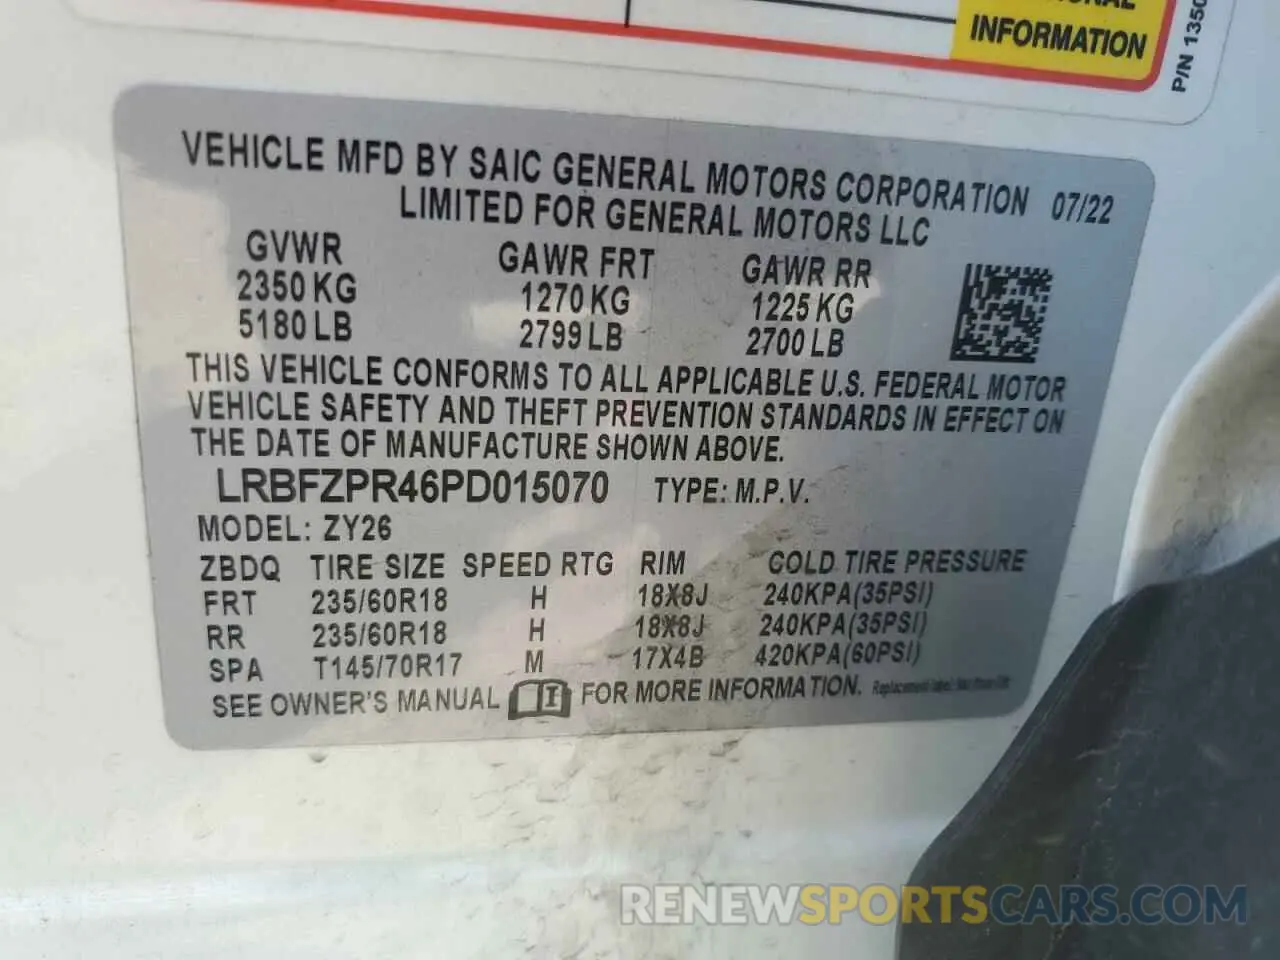 INFORMATION
P/N 1350
VEHICLE MFD BY SAIC GENERAL MOTORS CORPORATION 07/22
LIMITED FOR GENERAL MOTORS LLC
GVWR GAWR FRT GAWR RR
2350 KG 1270 KG 1225 KG
5180 LB 2799 LB 2700 LB
THIS VEHICLE CONFORMS TO ALL APPLICABLE U.S. FEDERAL MOTOR
VEHICLE SAFETY AND THEFT PREVENTION STANDARDS IN EFFECT ON
THE DATE OF MANUFACTURE SHOWN ABOVE.
LRBFZPR46PD015070 TYPE: M.P.V.
MODEL: ZY26
ZBDQ TIRE SIZE SPEED RTG RIM COLD TIRE PRESSURE
FRT 235/60R18 H 18X8J 240KPA(35PSI)
RR 235/60R18 H 18X8J 240KPA(35PSI)
SPA T145/70R17 M 17X4B 420KPA(60PSI)
SEE OWNER'S MANUAL FOR MORE INFORMATION.
RENEWSPORTSCARS.COM